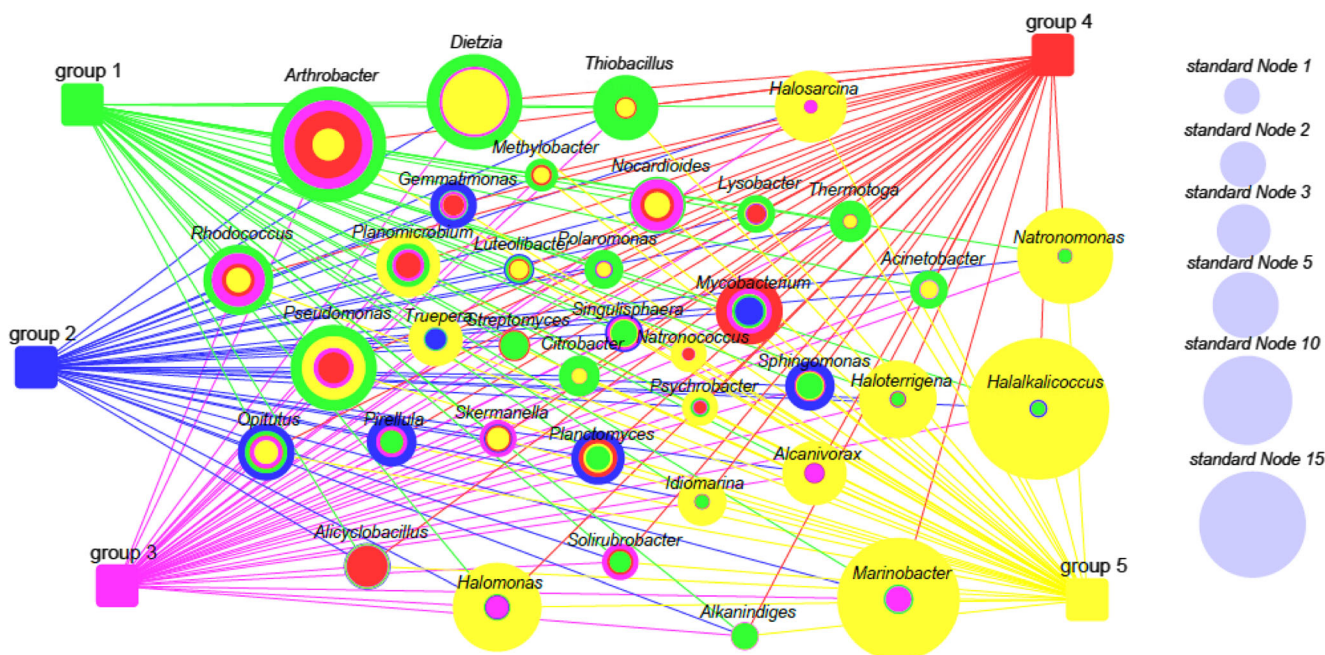 group 4
Dietzia
group 1
Thiobacillus
standard Node 1
Arthrobacter
Halosarcina
standard Node 2
Methylobacter
Nocardioides
Gemmatimonas
Lysobacter
Thermotoga
standard Node 3
Rhodococcus
Planomicrobium
Luteolibacter
Polaromonas
Natronomonas
Acinetobacter
standard Node 5
Mycobacterium
Pseudomonas
Truepera
Streptomyces
Singulisphaera
Natronococcus
group 2
Citrobacter
Sphingomonas
Haloterrigena
Halalkalicoccus
standard Node 10
Psychrobacter
Opitutus
Pirellula
Skermanella
Planctomyces
Alcanivorax
standard Node 15
Idiomarina
Alicyclobacillus
Solirubrobacter
group 3
Halomonas
Marinobacter
group 5
Alkanindiges